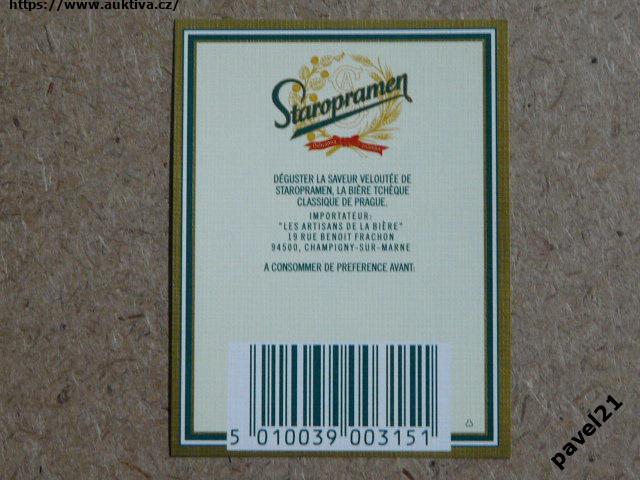 https://www.auktiva.cz/
Staropramen
DÉGUSTER LA SAVEUR VELOUTÉE DE
STAROPRAMEN, LA BIÈRE TCHÈQUE
CLASSIQUE DE PRAGUE.
IMPORTATEUR:
"LES ARTISANS DE LA BIÈRE"
19 RUE BENOIT FRACHON
94500, CHAMPIGNY-SUR-MARNE
A CONSOMMER DE PREFERENCE AVANT:
5 010039 003151
pavel21